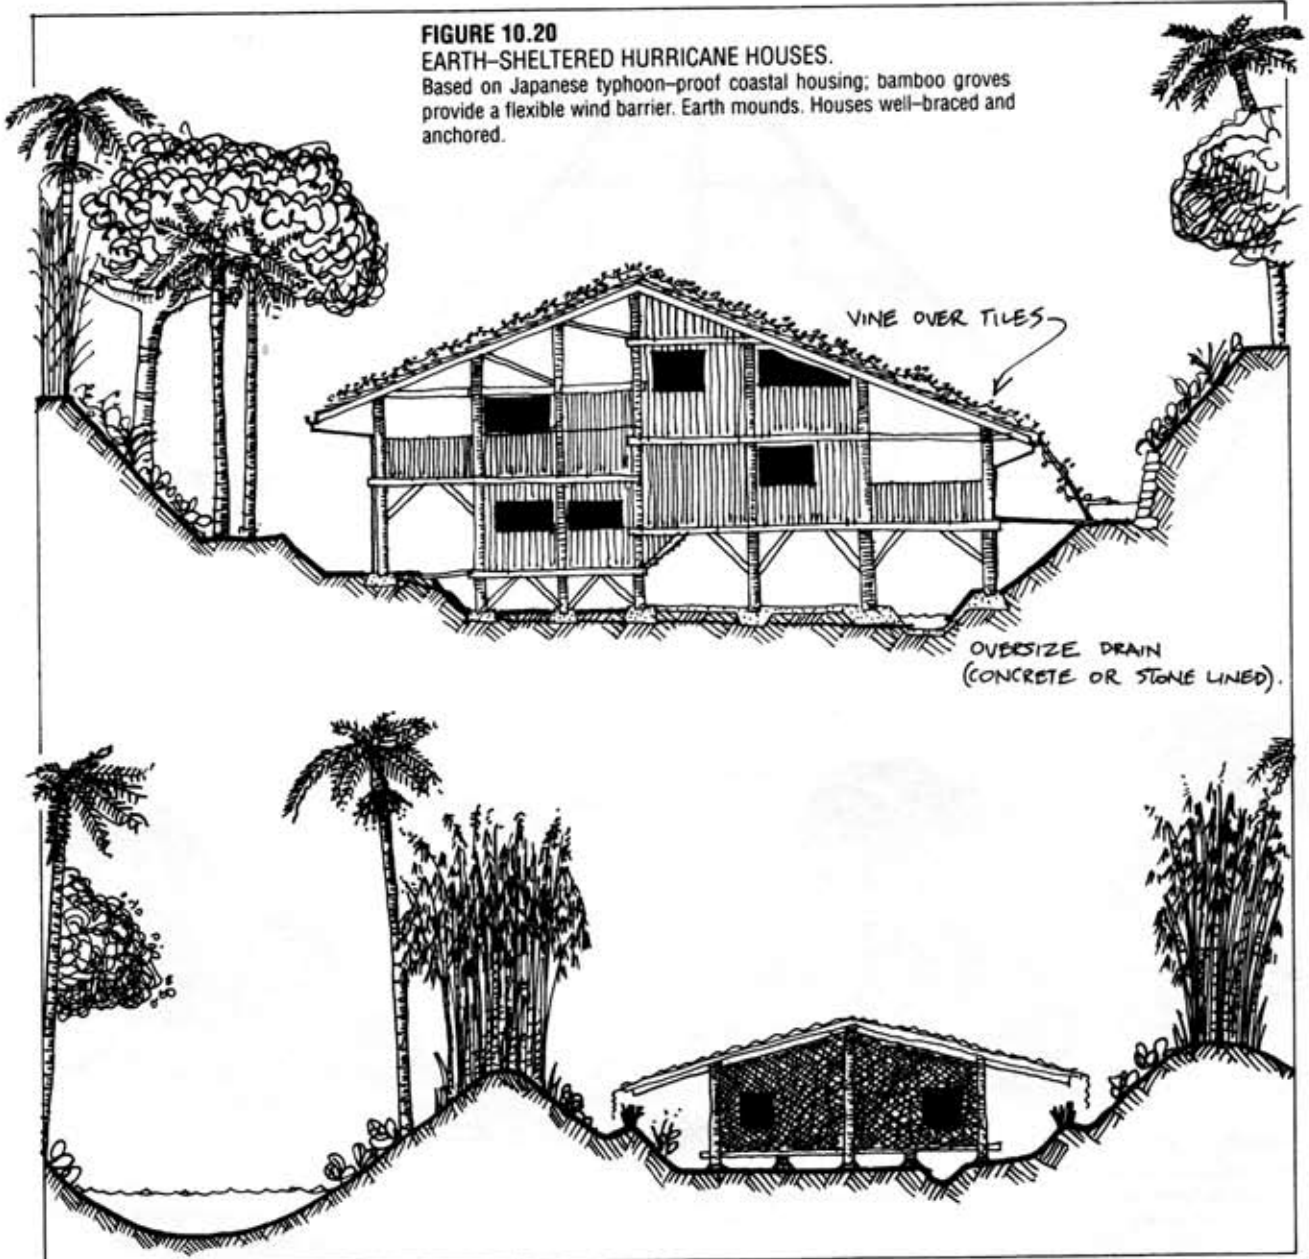 FIGURE 10.20
EARTH–SHELTERED HURRICANE HOUSES.
Based on Japanese typhoon–proof coastal housing; bamboo groves
provide a flexible wind barrier. Earth mounds. Houses well–braced and
anchored.
VINE OVER TILES
OVERSIZE DRAIN
(CONCRETE OR STONE LINED).